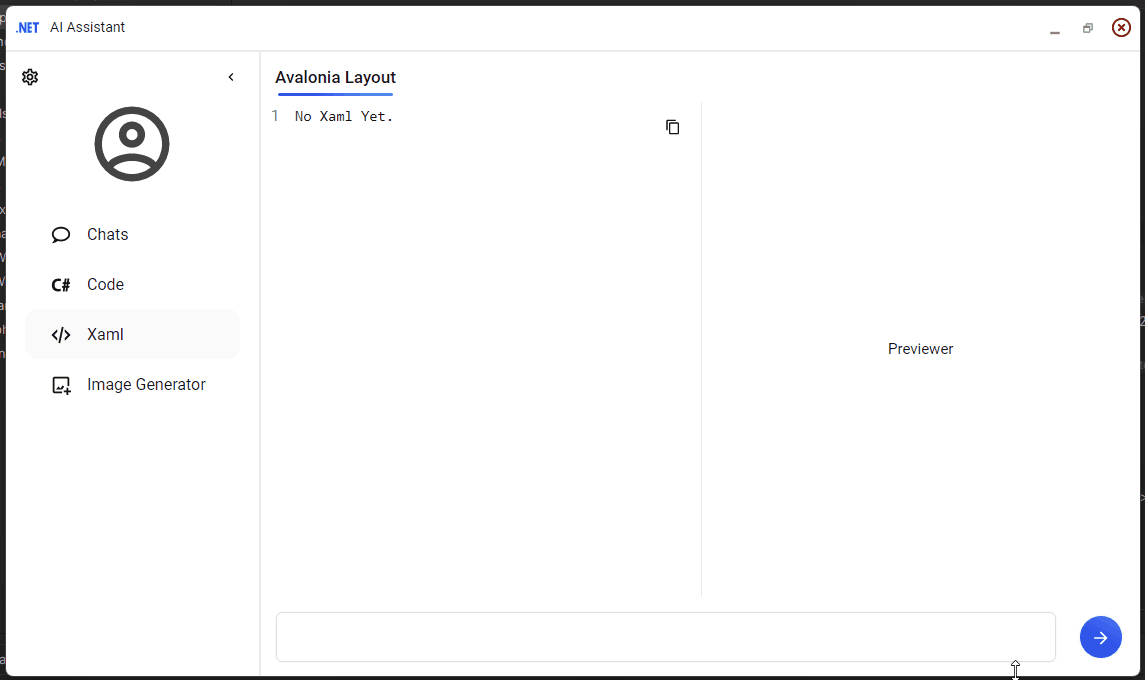 .NET AI Assistant
Avalonia Layout
1 No Xaml Yet.
Chats
C# Code
</> Xaml
Image Generator
Previewer